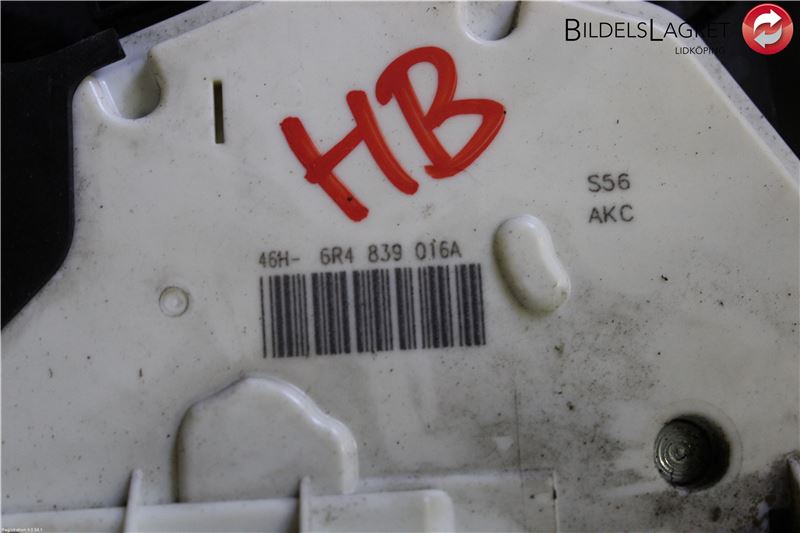 BILDELSLAGRET
LIDKÖPING
HB
S56
AKC
46H- 6R4 839 016A